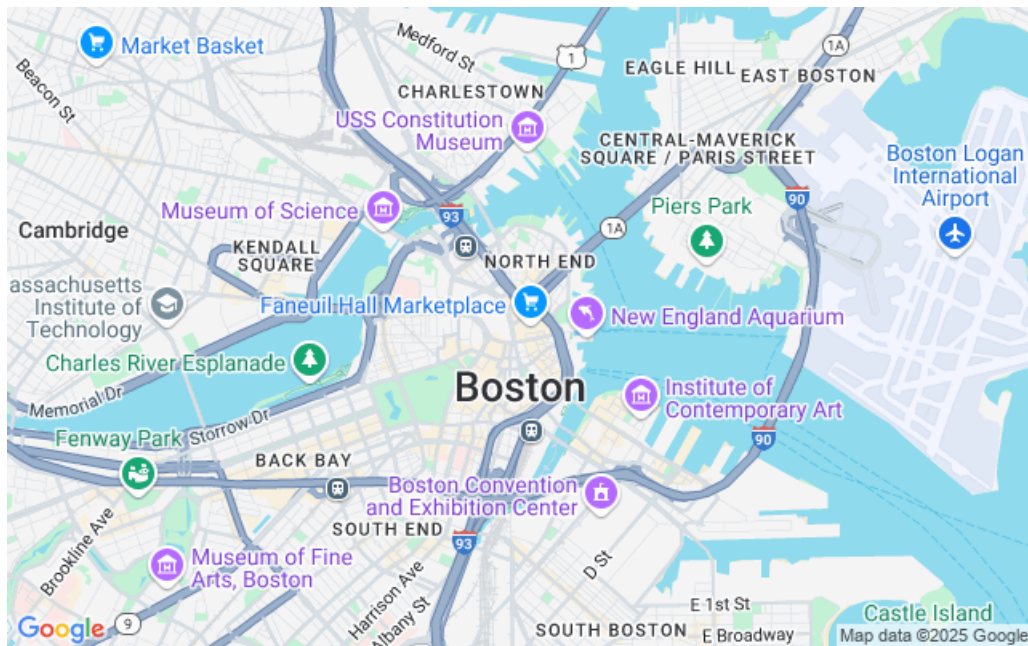 Market Basket
Beacon St
Medford St
1
1A
EAGLE HILL
EAST BOSTON
CHARLESTOWN
USS Constitution
Museum
CENTRAL-MAVERICK
SQUARE / PARIS STREET
Boston Logan
International
Airport
90
Piers Park
Museum of Science
93
1A
Cambridge
KENDALL
SQUARE
NORTH END
assachusetts
Institute of
Technology
Faneuil Hall Marketplace
New England Aquarium
Charles River Esplanade
Memorial Dr
Storrow Dr
Boston
Institute of
Contemporary Art
Fenway Park
90
BACK BAY
Boston Convention
and Exhibition Center
SOUTH END
93
Museum of Fine
Arts, Boston
Brookline Ave
Harrison Ave
Albany St
D St
E 1st St
Castle Island
9
SOUTH BOSTON
E Broadway
Google
Map data ©2025 Google